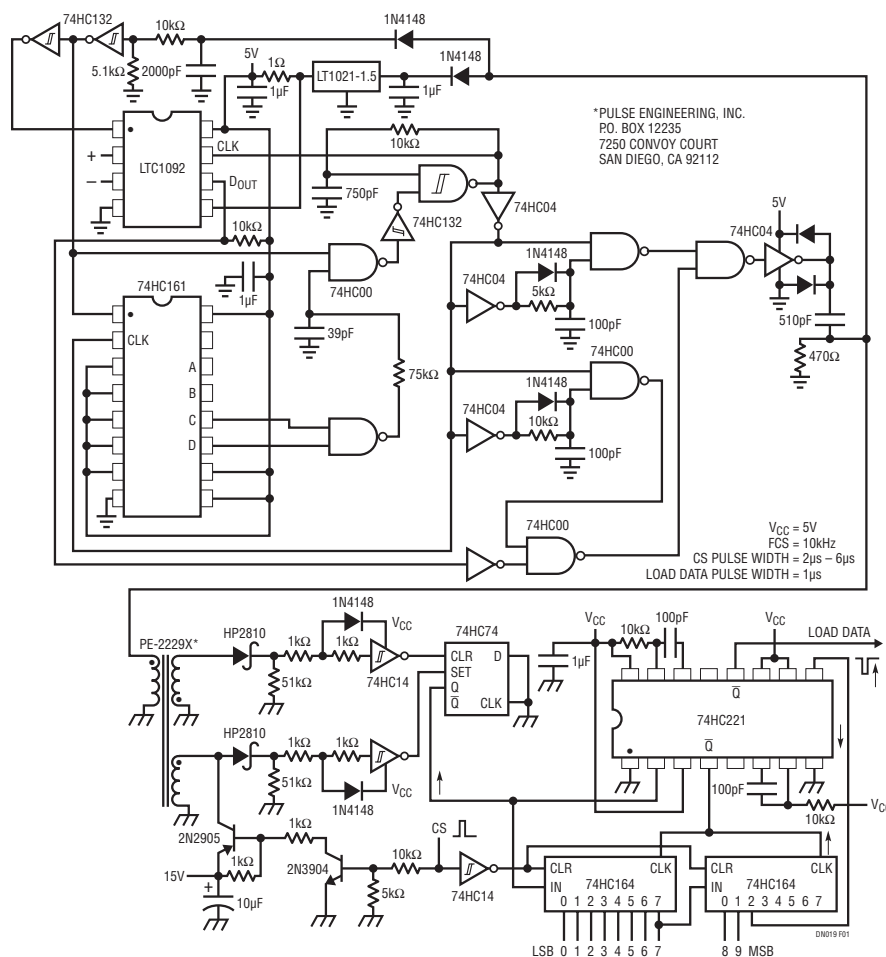 74HC132
10kΩ
1N4148
1N4148
5V
1Ω
LT1021-1.5
5.1kΩ
2000pF
1µF
1µF
*PULSE ENGINEERING, INC.
P.O. BOX 12235
7250 CONVOY COURT
SAN DIEGO, CA 92112
10kΩ
LTC1092
CLK
DOUT
+
–
750pF
74HC132
74HC04
5V
74HC04
10kΩ
1N4148
74HC161
1µF
74HC00
74HC04
5kΩ
510pF
CLK
39pF
100pF
470Ω
A
B
C
D
75kΩ
74HC00
1N4148
74HC04
10kΩ
100pF
74HC00
VCC = 5V
FCS = 10kHz
CS PULSE WIDTH = 2µs – 6µs
LOAD DATA PULSE WIDTH = 1µs
1N4148
PE-2229X*
HP2810
1kΩ
1kΩ
VCC
74HC74
VCC
10kΩ
100pF
VCC
LOAD DATA
51kΩ
74HC14
CLR
D
SET
Q
Q
CLK
1µF
Q
74HC221
Q
HP2810
1kΩ
1kΩ
51kΩ
VCC
1N4148
100pF
10kΩ
VCC
2N2905
1kΩ
1kΩ
15V
+
10µF
2N3904
10kΩ
5kΩ
CS
74HC14
CLR
CLK
IN
74HC164
0 1 2 3 4 5 6 7
CLR
CLK
IN
74HC164
0 1 2 3 4 5 6 7
LSB 0 1 2 3 4 5 6 7
8 9 MSB
DN019 F01